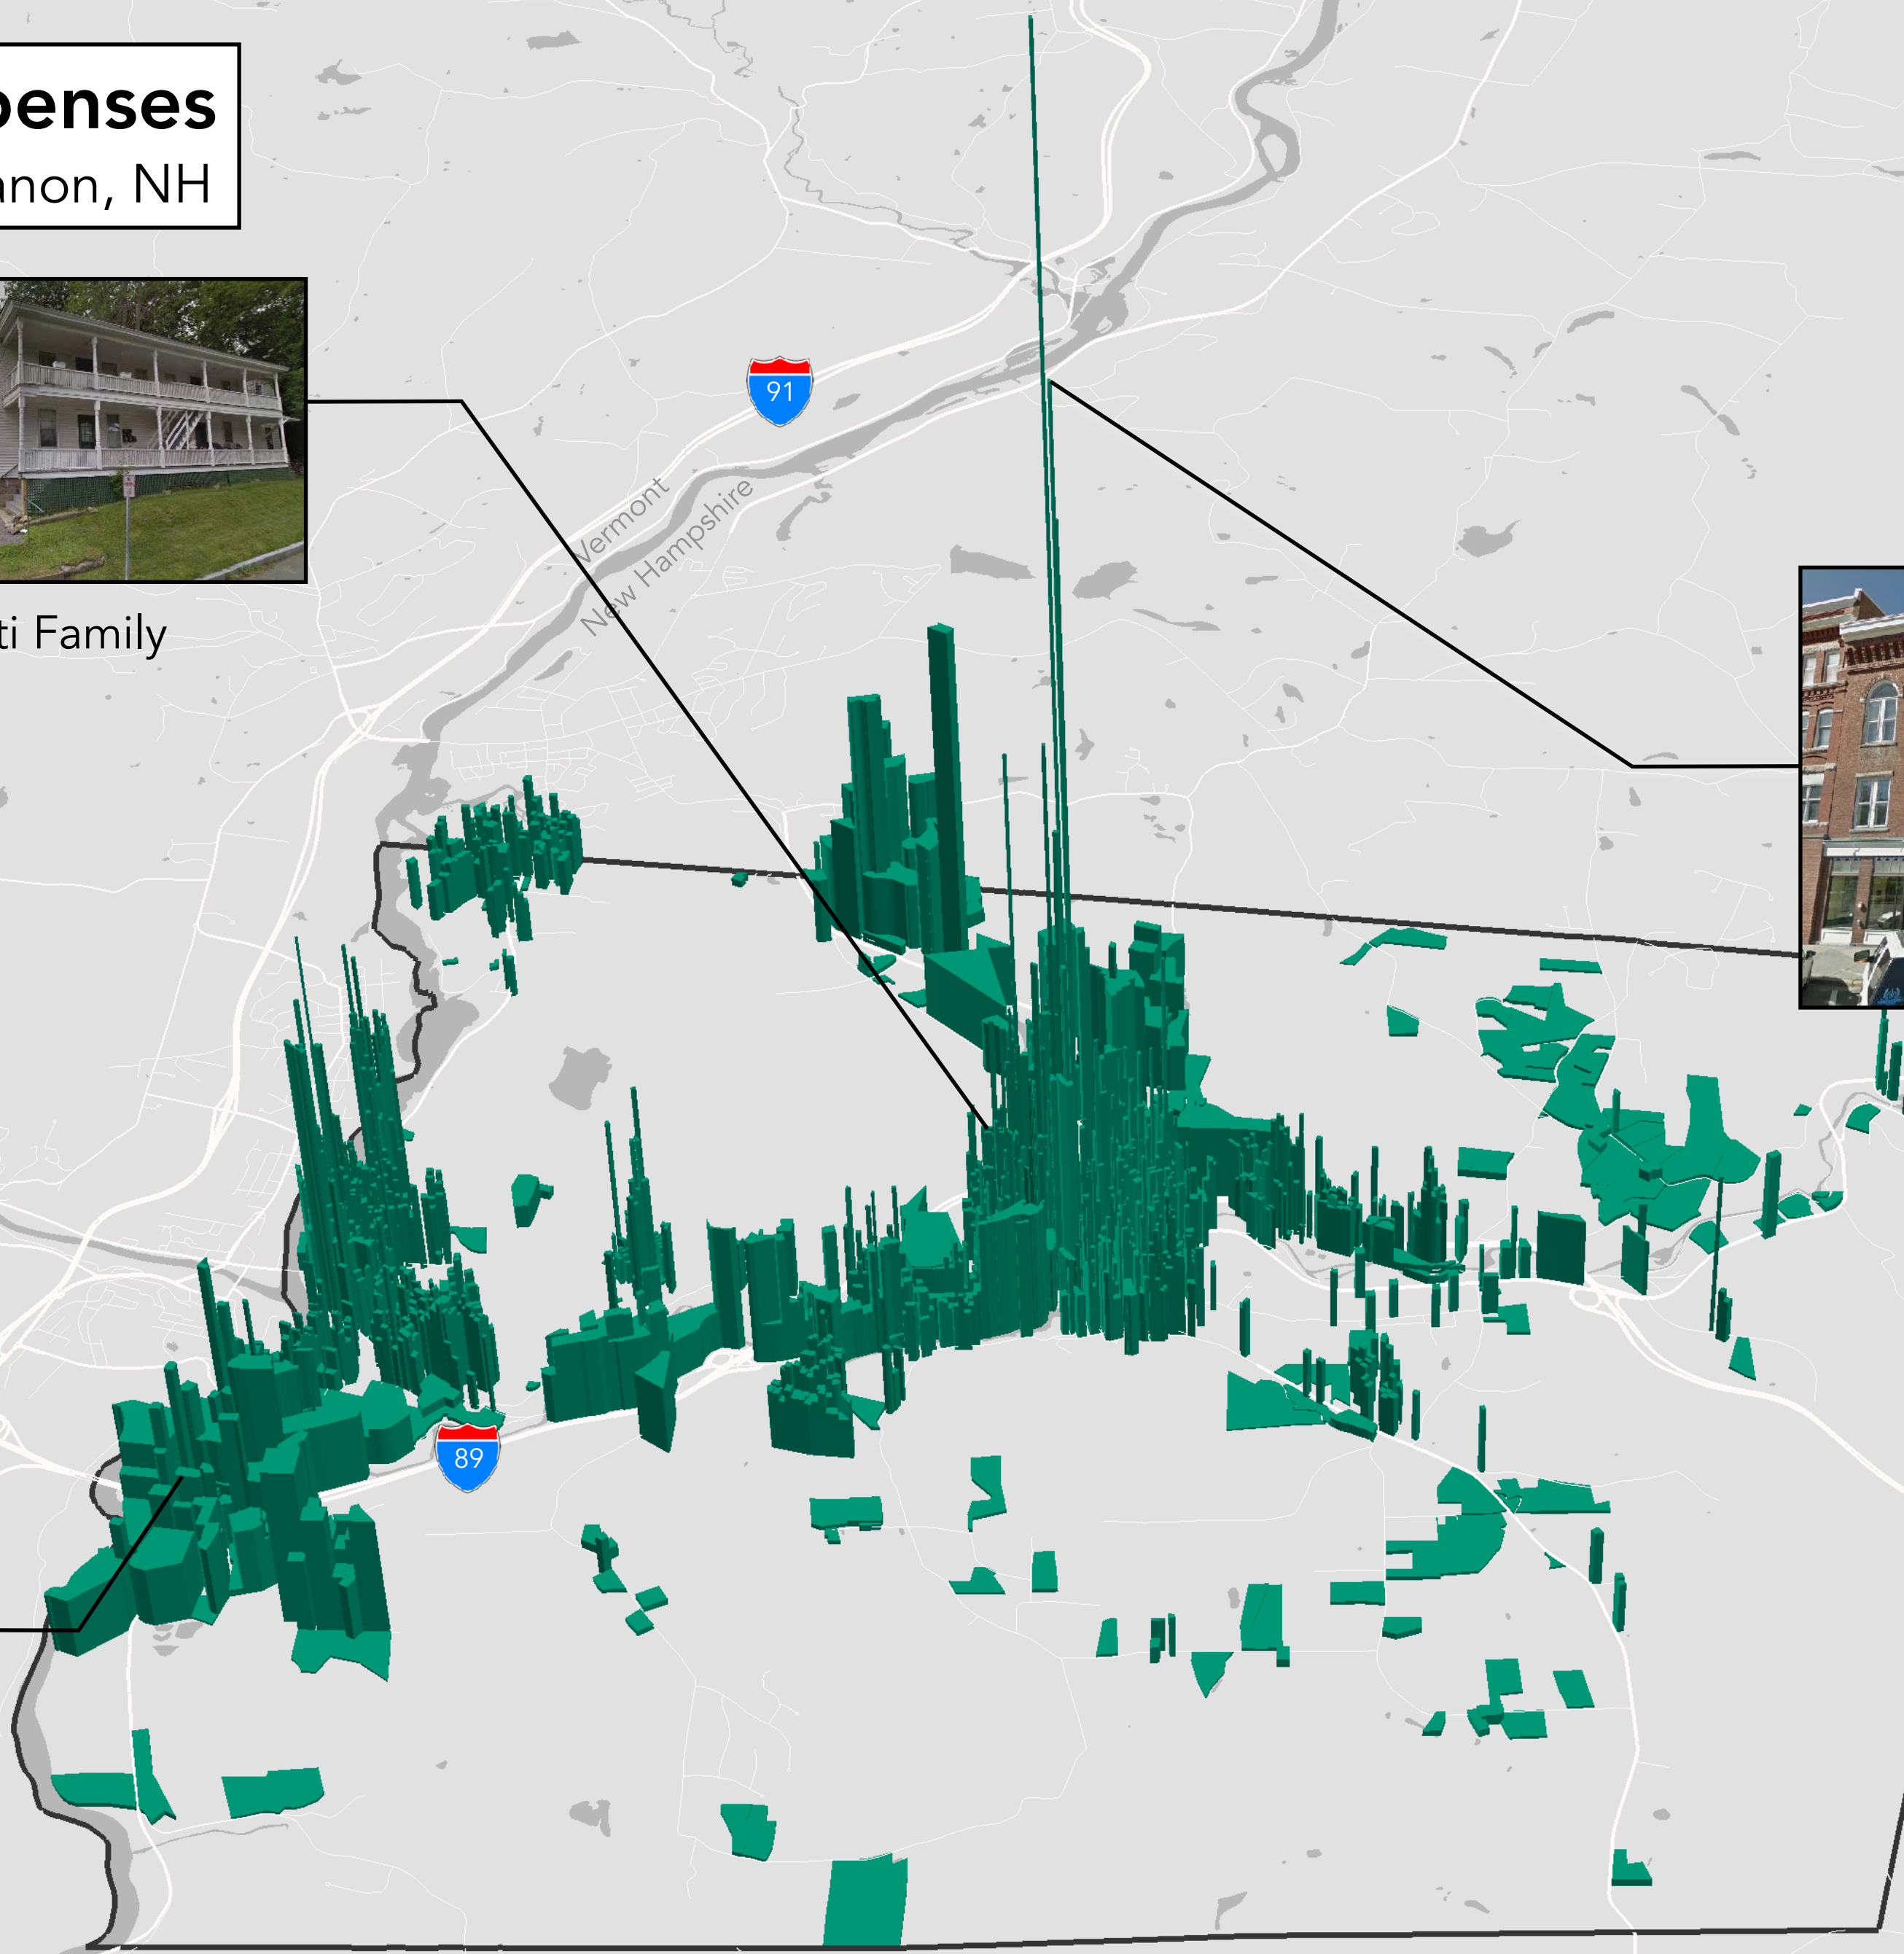 penses
anon, NH
91
Vermont
New Hampshire
ti Family
89